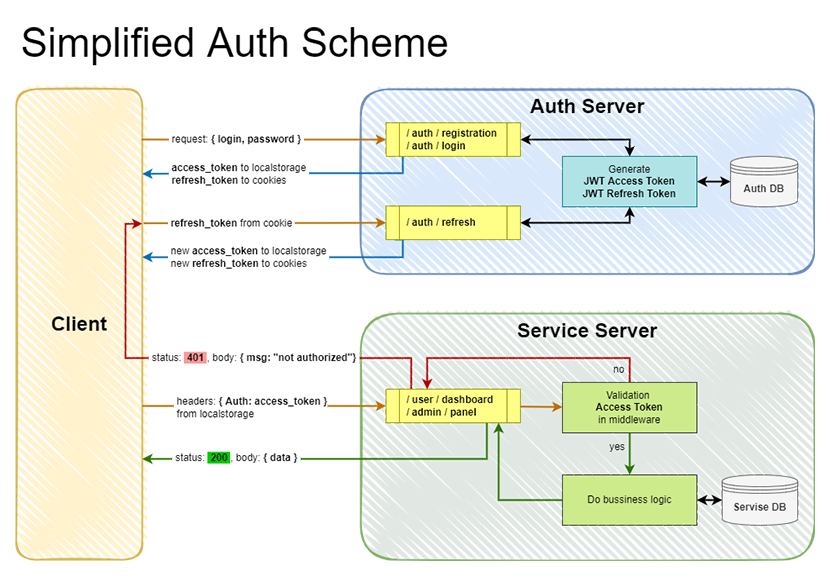 Simplified Auth Scheme
Auth Server
request: { login, password }
/ auth / registration
/ auth / login
access_token to localstorage
refresh_token to cookies
Generate
JWT Access Token
JWT Refresh Token
Auth DB
refresh_token from cookie
/ auth / refresh
new access_token to localstorage
new refresh_token to cookies
Client
Service Server
status: 401, body: { msg: "not authorized"}
no
headers: { Auth: access_token }
from localstorage
/ user / dashboard
/ admin / panel
Validation
Access Token
in middleware
yes
status: 200, body: { data }
Do bussiness logic
Servise DB